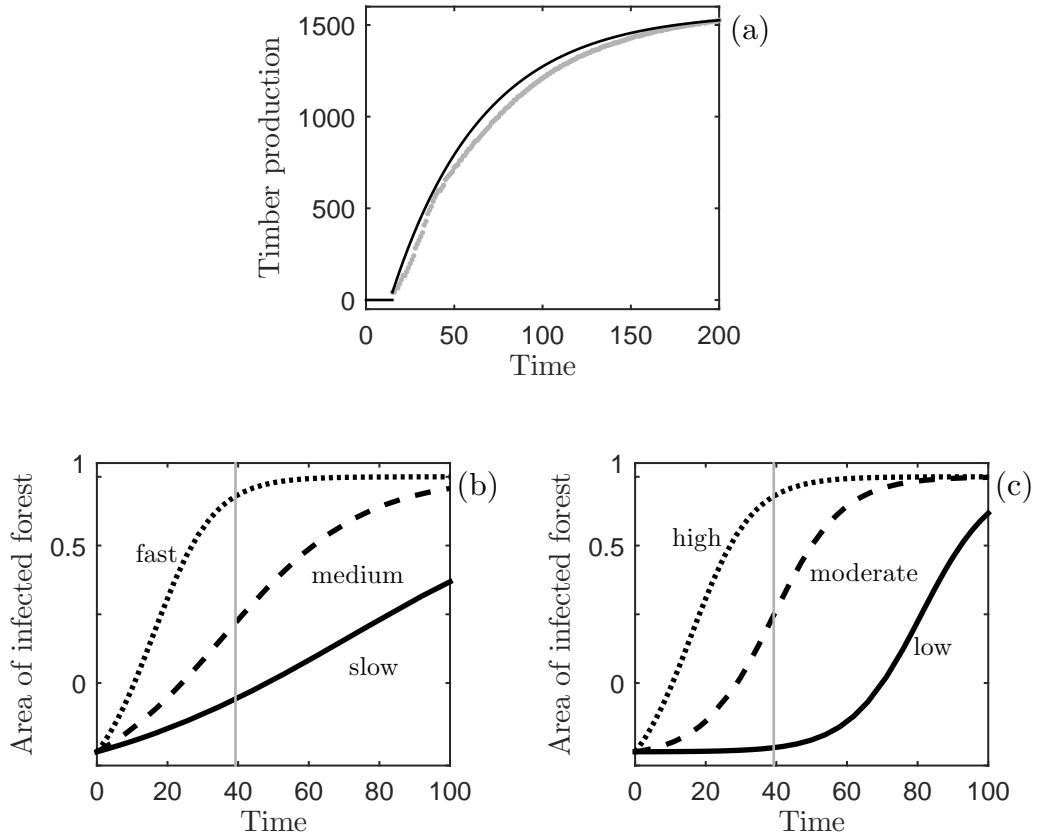 (a)
Timber production
1500
1000
500
0
0 50 100 150 200
Time
(b)
Area of infected forest
1
0.5
0
fast
medium
slow
0 20 40 60 80 100
Time
(c)
Area of infected forest
1
0.5
0
high
moderate
low
0 20 40 60 80 100
Time